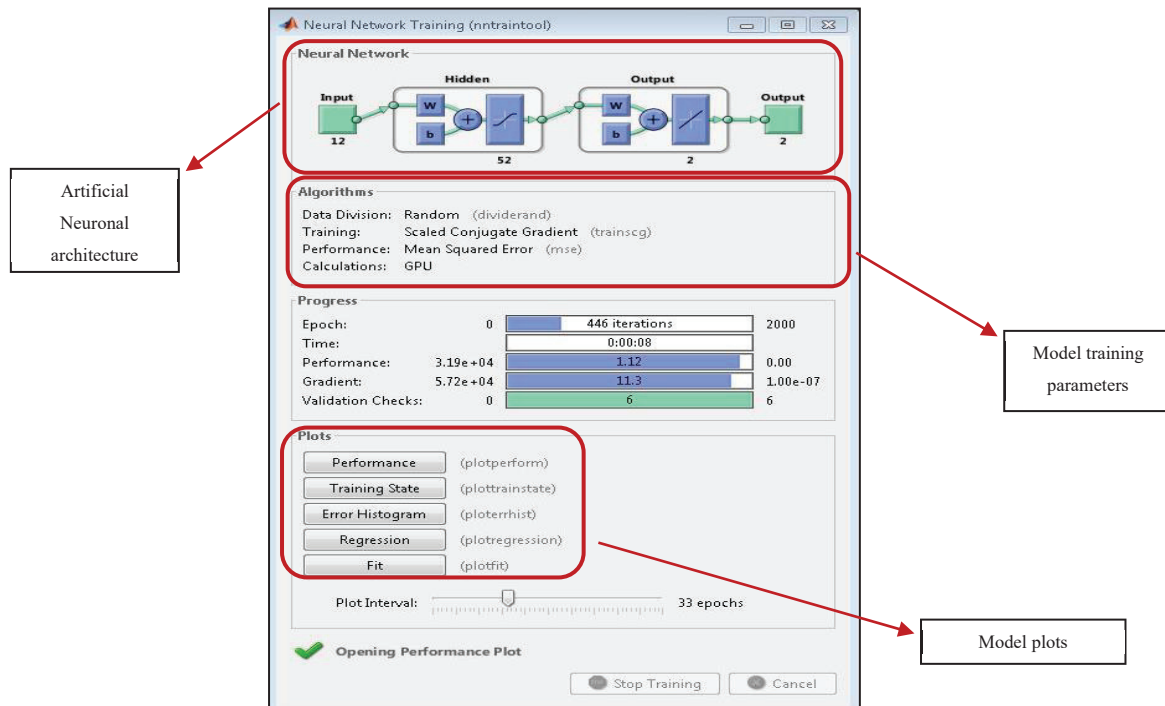 Neural Network Training (nntraintool)
Neural Network
Hidden
Output
Input
W
b
W
b
Output
12
52
2
2
Artificial
Neuronal
architecture
Algorithms
Data Division: Random (dividerand)
Training: Scaled Conjugate Gradient (trainscg)
Performance: Mean Squared Error (mse)
Calculations: GPU
Progress
Epoch: 0 446 iterations 2000
Time: 0:00:08
Performance: 3.19e+04 1.12 0.00
Gradient: 5.72e+04 11.3 1.00e-07
Validation Checks: 0 6 6
Model training
parameters
Plots
Performance (plotperform)
Training State (plottrainstate)
Error Histogram (ploterrhist)
Regression (plotregression)
Fit (plotfit)
Plot Interval: 33 epochs
Model plots
Opening Performance Plot
Stop Training Cancel